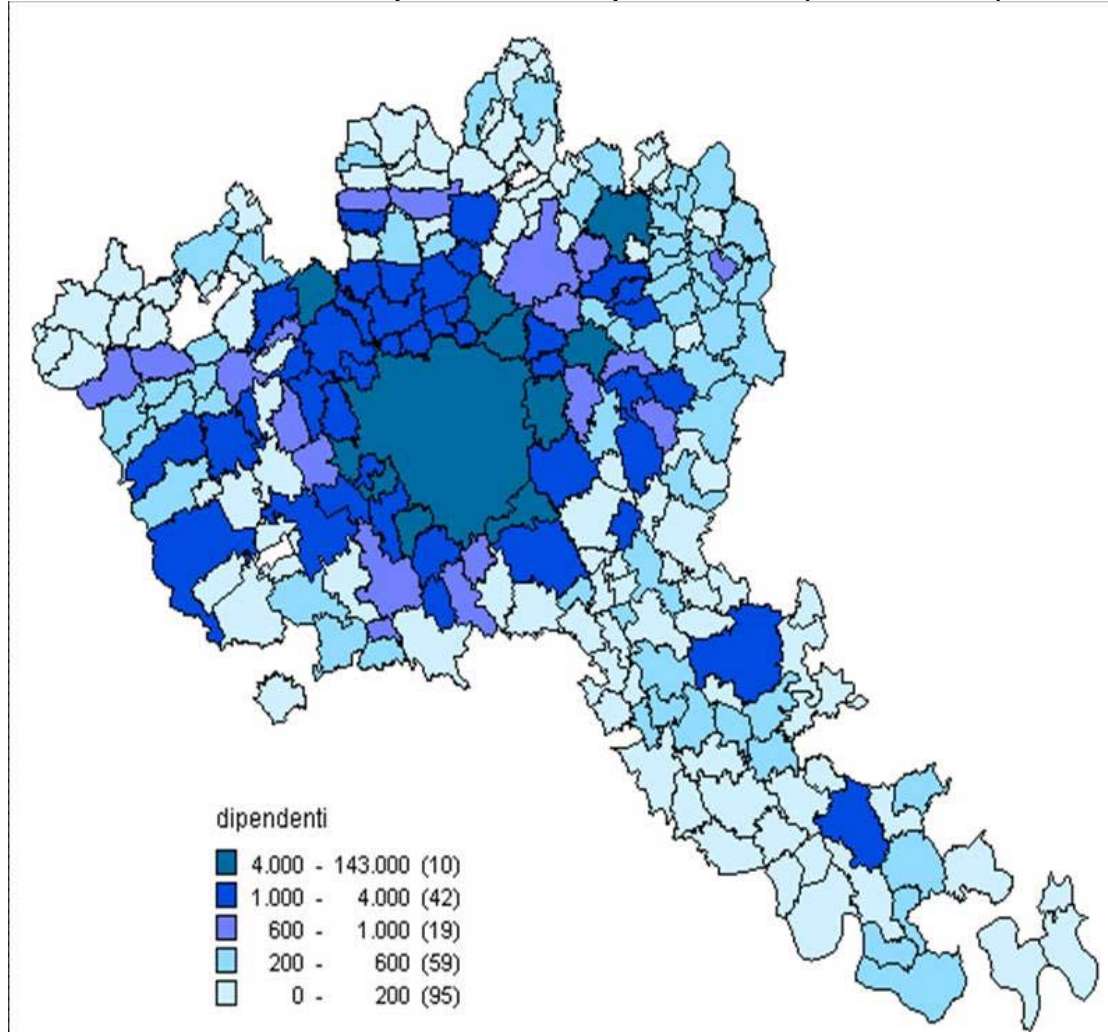 dipendenti
4.000 - 143.000 (10)
1.000 - 4.000 (42)
600 - 1.000 (19)
200 - 600 (59)
0 - 200 (95)